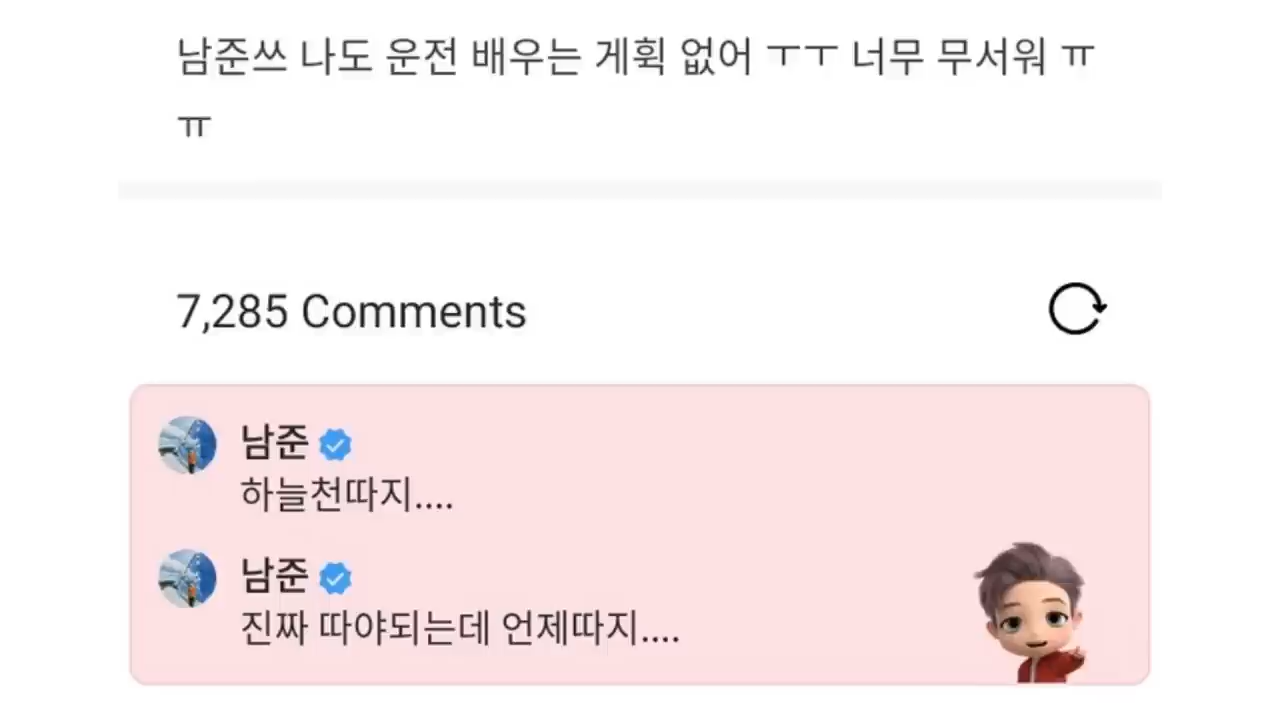 남준쓰 나도 운전 배우는 게획 없어 ㅜㅜ 너무 무서워 ㅠ
ㅠ
7,285 Comments
남준
하늘천따지....
남준
진짜 따야되는데 언제따지....